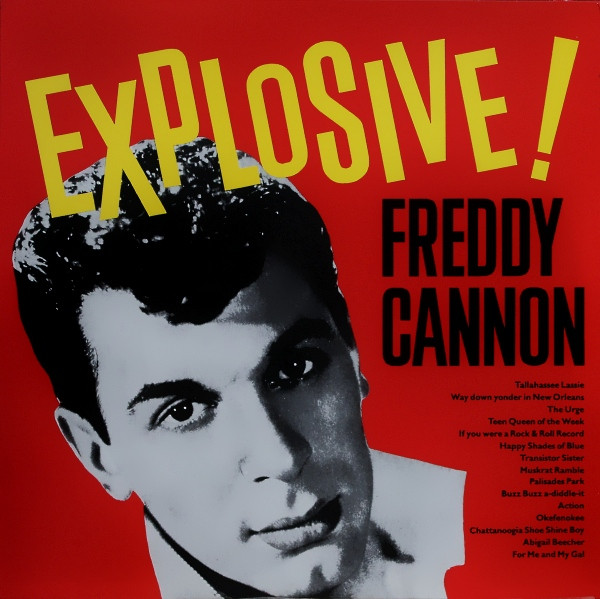 EXPLOSIVE!
FREDDY
CANNON
Tallahassee Lassie
Way down yonder in New Orleans
The Urge
Teen Queen of the Week
If you were a Rock & Roll Record
Happy Shades of Blue
Transistor Sister
Muskrat Ramble
Palisades Park
Buzz Buzz a-diddle-it
Action
Okefenokee
Chattanoogia Shoe Shine Boy
Abigail Beecher
For Me and My Gal